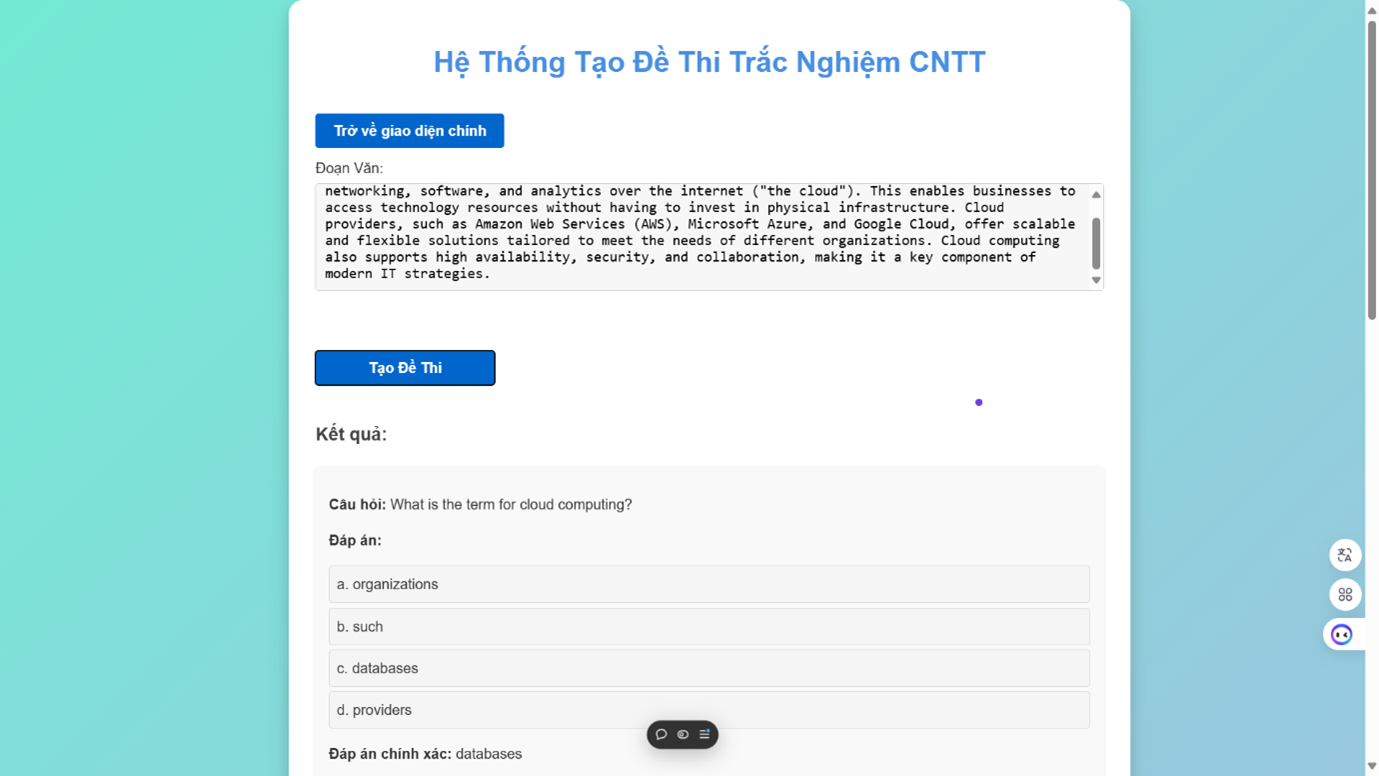 Hệ Thống Tạo Đề Thi Trắc Nghiệm CNTT
Trở về giao diện chính
Đoạn Văn:
networking, software, and analytics over the internet ("the cloud"). This enables businesses to
access technology resources without having to invest in physical infrastructure. Cloud
providers, such as Amazon Web Services (AWS), Microsoft Azure, and Google Cloud, offer scalable
and flexible solutions tailored to meet the needs of different organizations. Cloud computing
also supports high availability, security, and collaboration, making it a key component of
modern IT strategies.
Tạo Đề Thi
Kết quả:
Câu hỏi: What is the term for cloud computing?
Đáp án:
a. organizations
b. such
c. databases
d. providers
Đáp án chính xác: databases